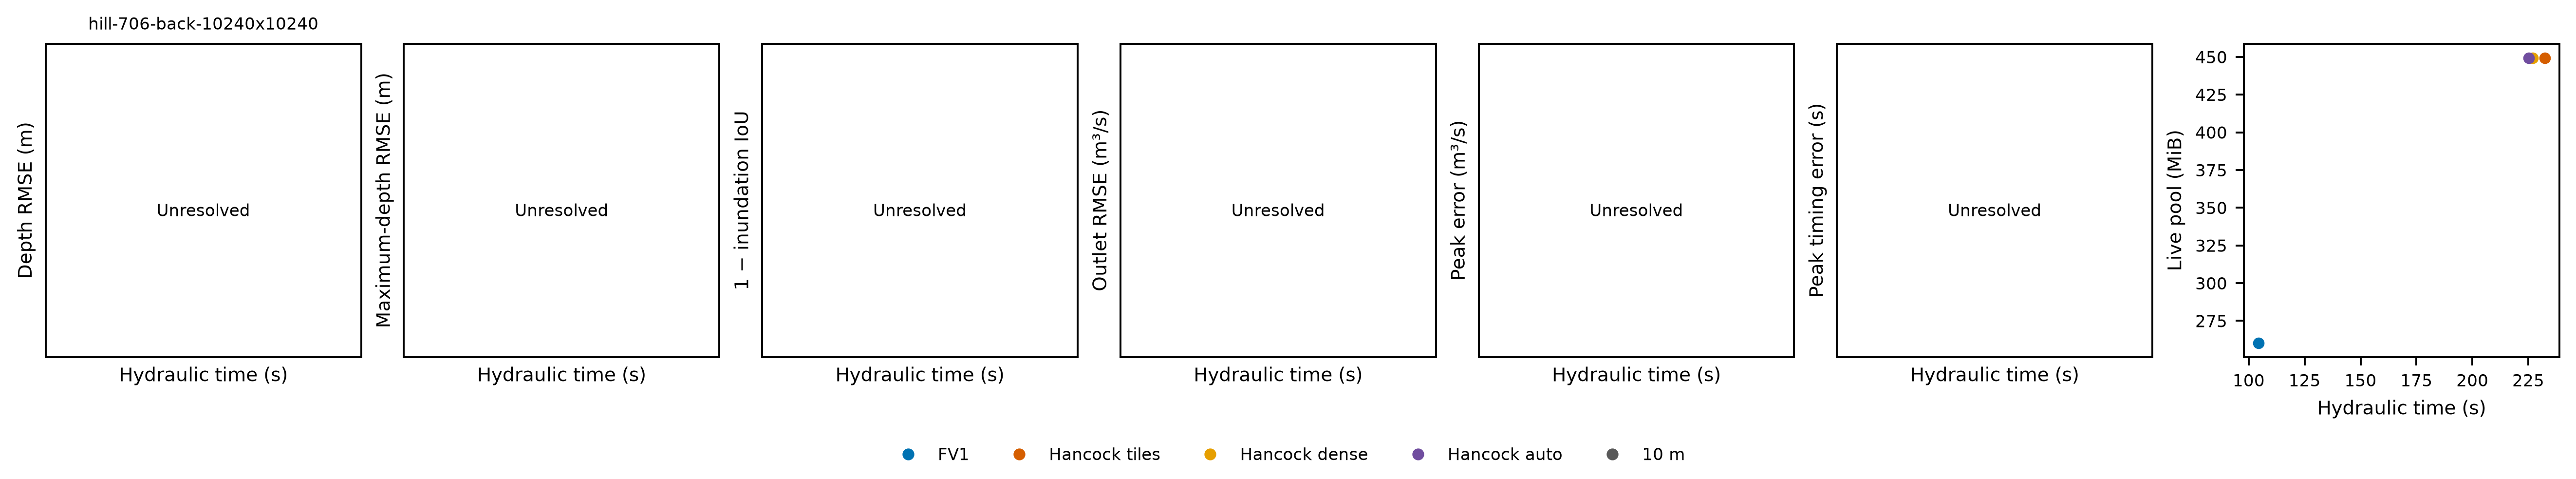 hill-706-back-10240x10240
Depth RMSE (m)
Unresolved
Hydraulic time (s)
Maximum-depth RMSE (m)
Unresolved
Hydraulic time (s)
1 − inundation IoU
Unresolved
Hydraulic time (s)
Outlet RMSE (m³/s)
Unresolved
Hydraulic time (s)
Peak error (m³/s)
Unresolved
Hydraulic time (s)
Peak timing error (s)
Unresolved
Hydraulic time (s)
Live pool (MiB)
450
425
400
375
350
325
300
275
100 125 150 175 200 225
Hydraulic time (s)
FV1 Hancock tiles Hancock dense Hancock auto 10 m